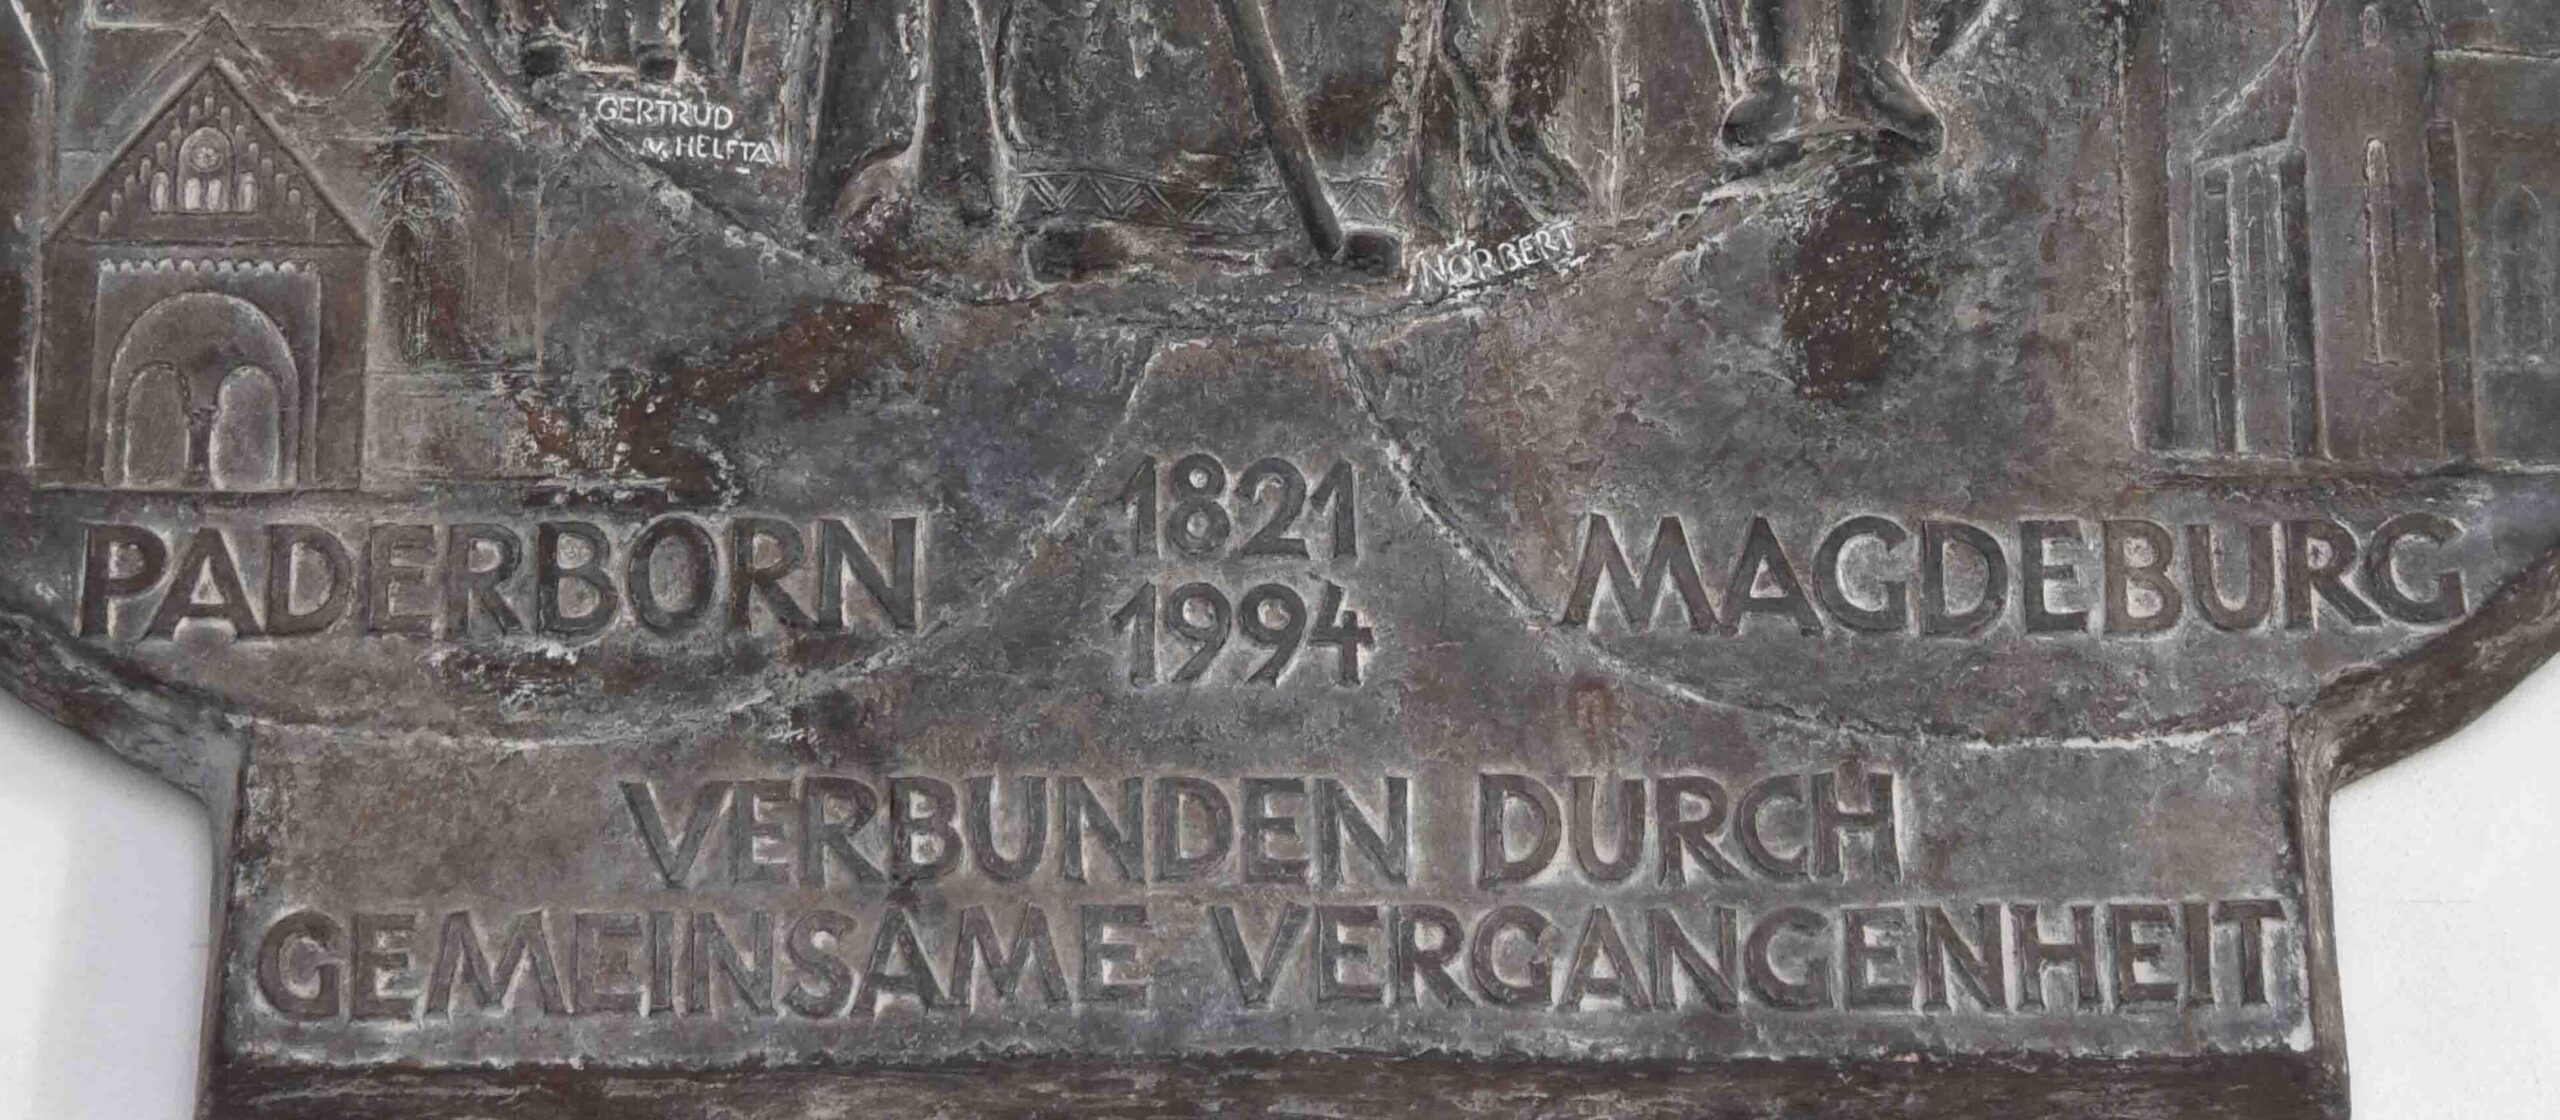 GERTRUD
v. HELFTA
NORBERT
PADERBORN
1821
1994
MAGDEBURG
VERBUNDEN DURCH
GEMEINSAME VERGANGENHEIT